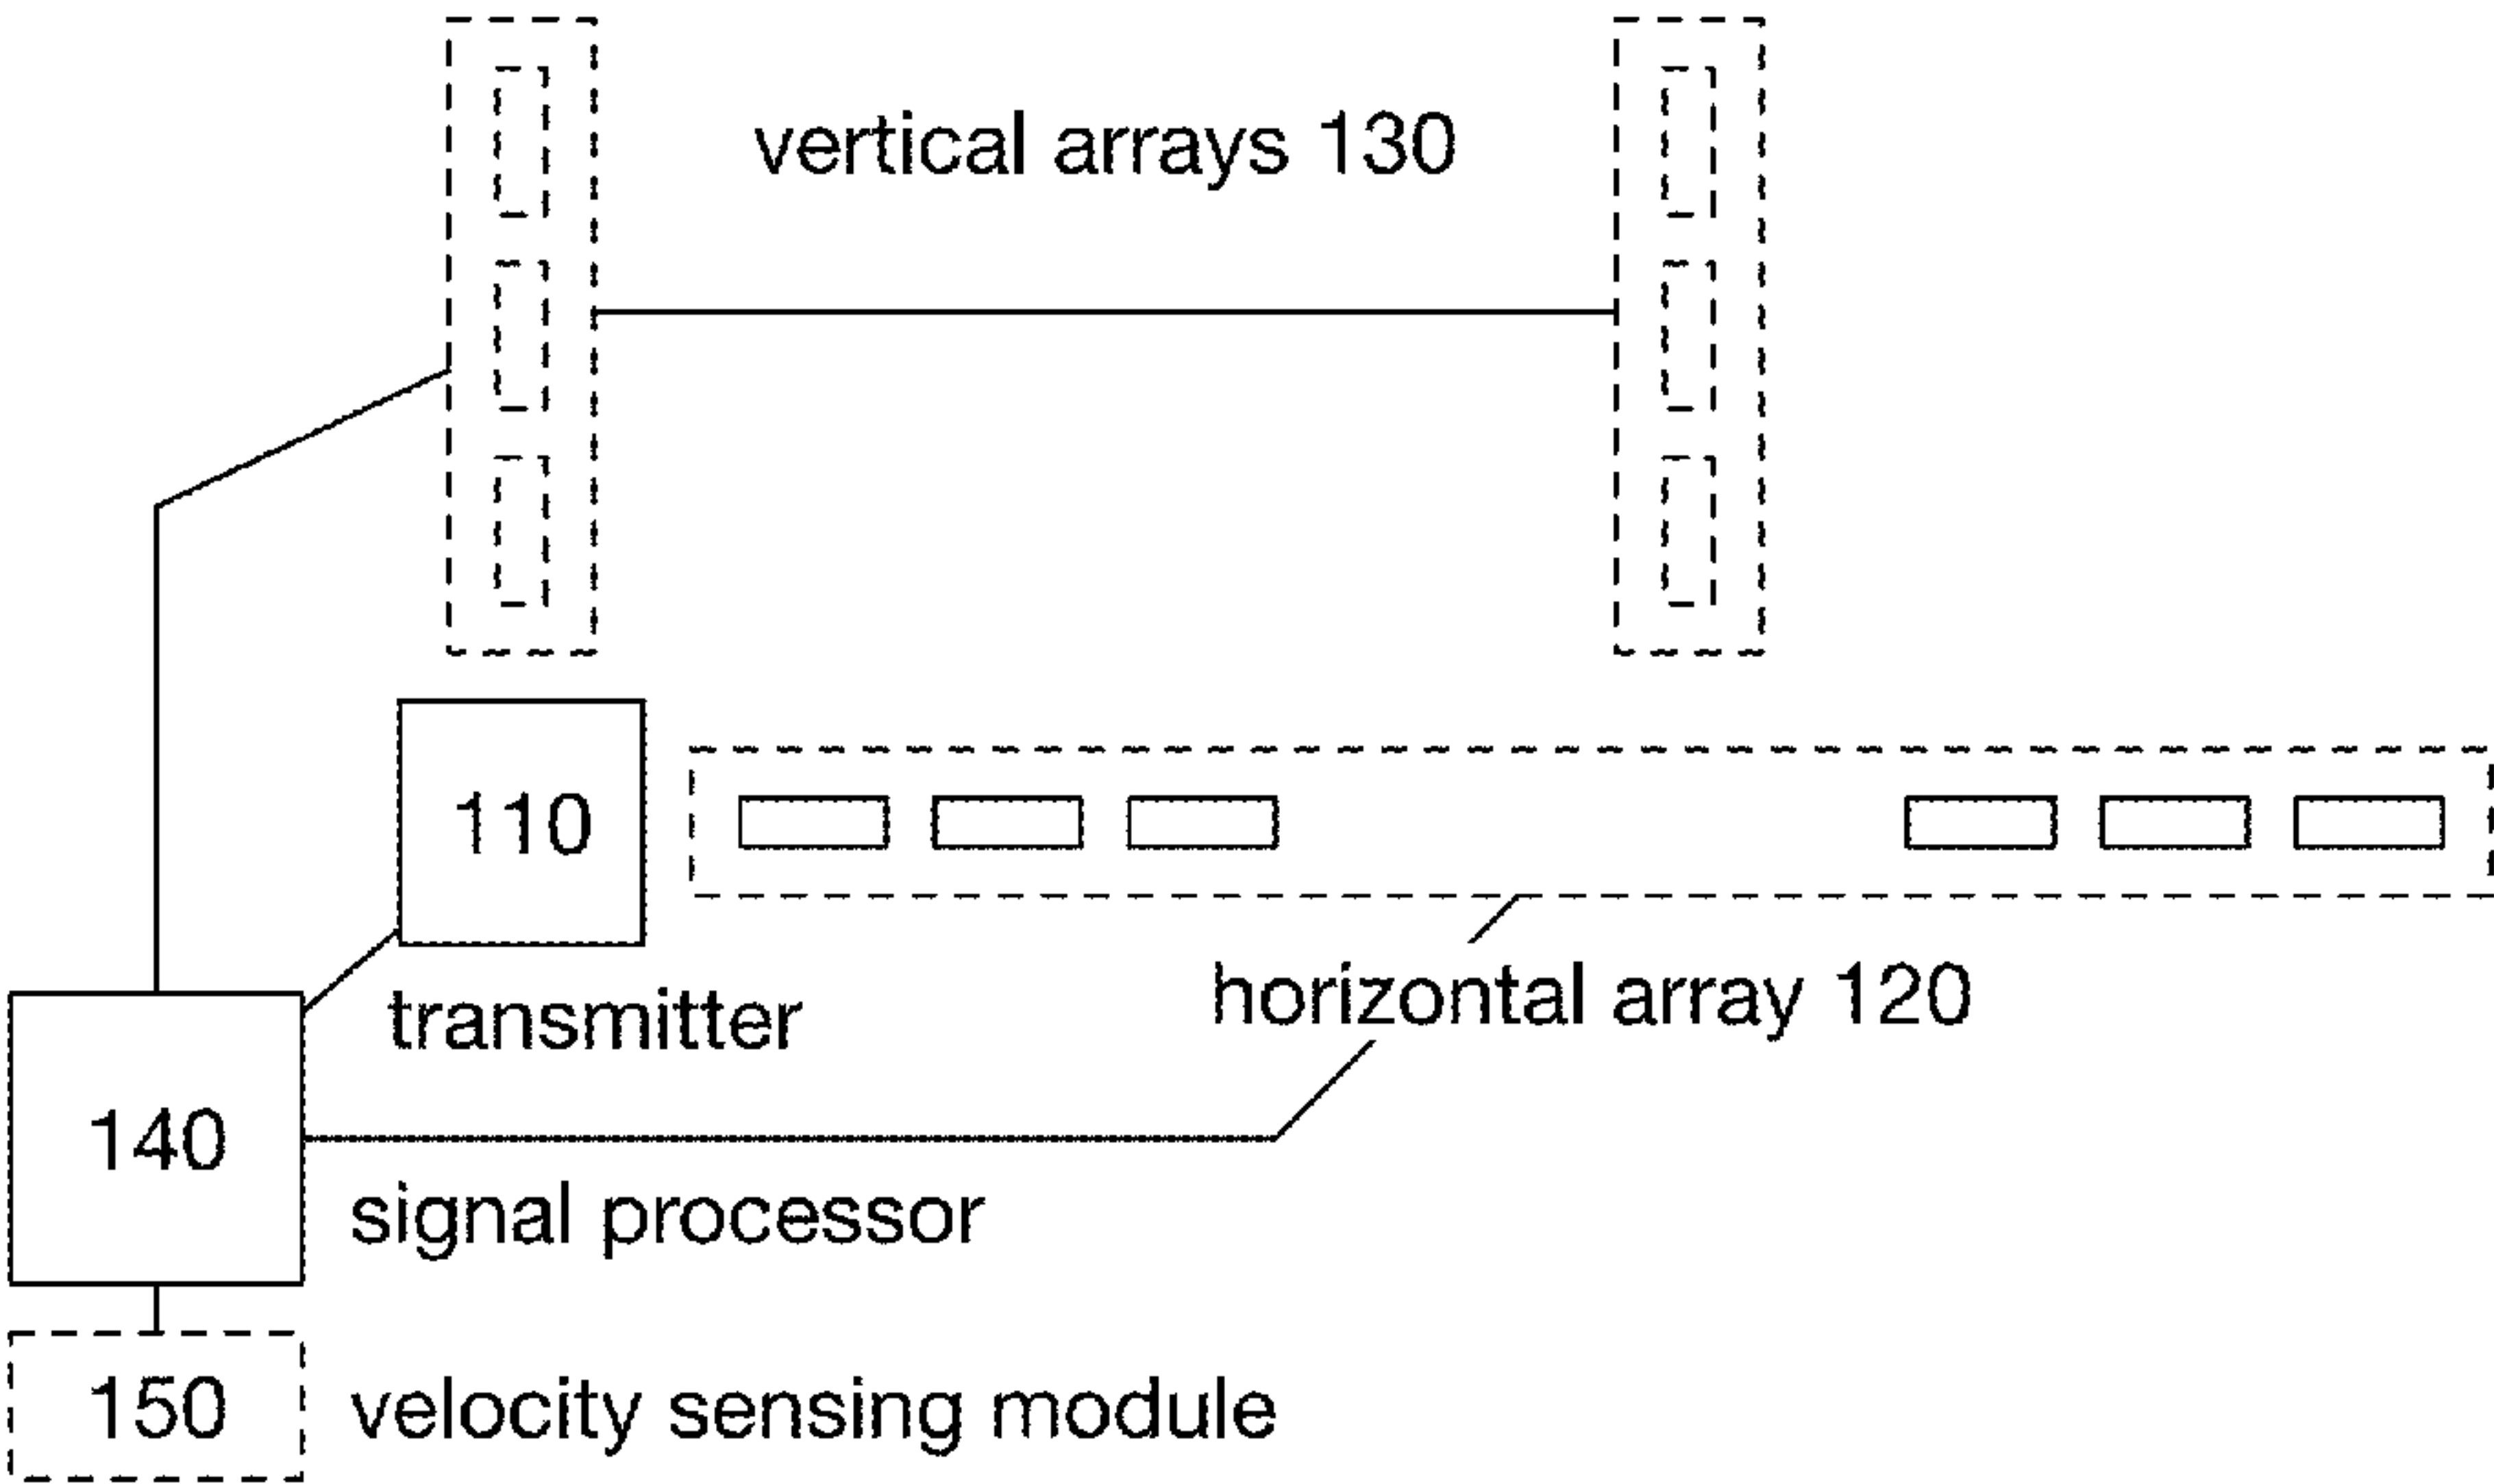 vertical arrays 130
110
transmitter
horizontal array 120
140
signal processor
150
velocity sensing module